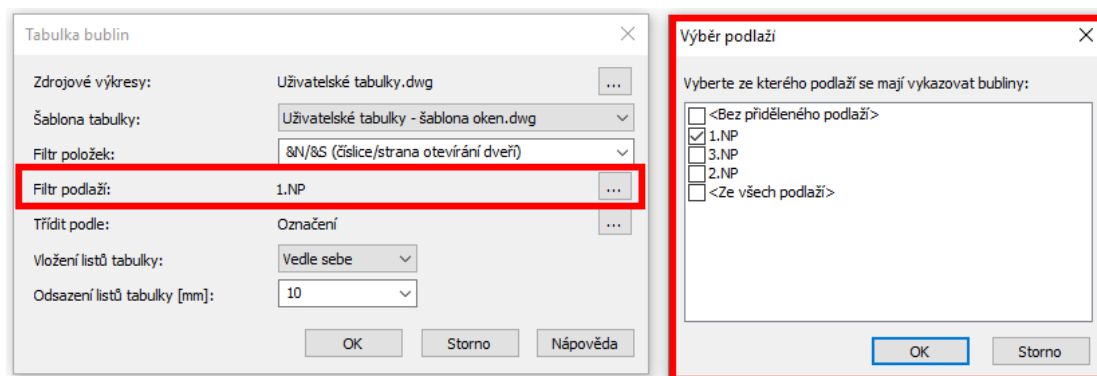 Tabulka bublin
Zdrojové výkresy: Uživatelské tabulky.dwg ...
Šablona tabulky: Uživatelské tabulky - šablona oken.dwg
Filtr položek: &N/&S (číslice/strana otevírání dveří)
Filtr podlaží: 1.NP ...
Třídit podle: Označení ...
Vložení listů tabulky: Vedle sebe
Odsazení listů tabulky [mm]: 10
OK Storno Nápověda
Výběr podlaží
Vyberte ze kterého podlaží se mají vykazovat bubliny:
<Bez přiděleného podlaží>
1.NP
3.NP
2.NP
<Ze všech podlaží>
OK Storno